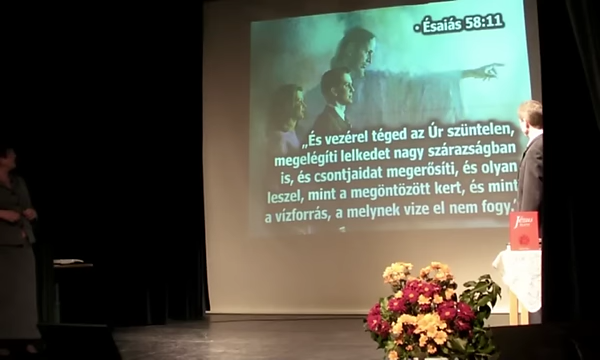 · Ésaiás 58:11
„És vezérel téged az Úr szüntelen,
megelégíti lelkedet nagy szárazságban
is, és csontjaidat megerősíti, és olyan
leszel, mint a megöntözött kert, és mint
a vízforrás, a melynek vize el nem fogy.”
Jézus